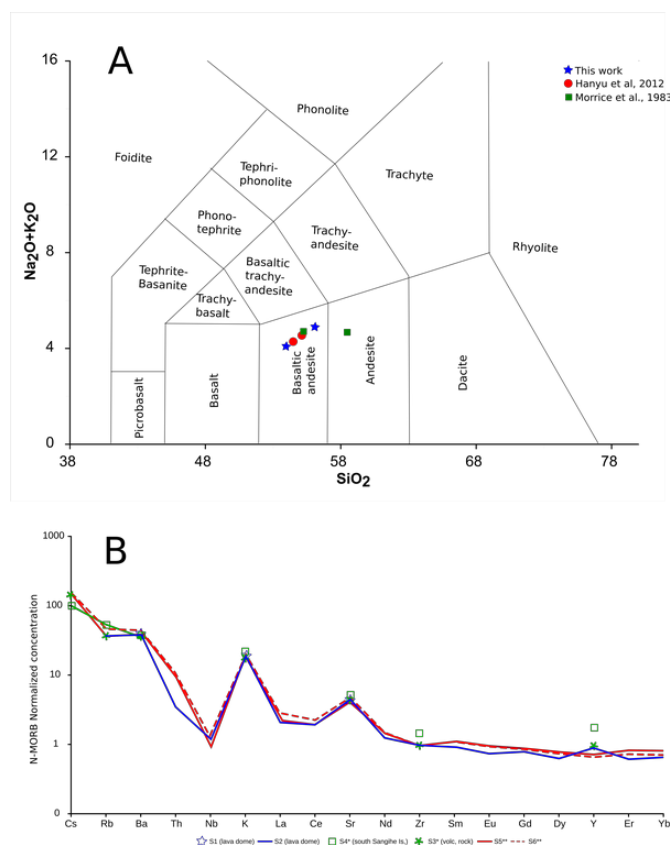 A
16
12
8
4
0
Na2O+K2O
38
48
58
68
78
SiO2
This work
Hanyu et al, 2012
Morrice et al., 1983
Phonolite
Foidite
Tephri-
phonolite
Trachyte
Phono-
tephrite
Trachy-
andesite
Rhyolite
Tephrite-
Basanite
Basaltic
trachy-
andesite
Trachy-
basalt
Picrobasalt
Basalt
Basaltic
andesite
Andesite
Dacite
B
1000
100
10
1
0
N-MORB Normalized concentration
Cs Rb Ba Th Nb K La Ce Sr Nd Zr Sm Eu Gd Dy Y Er Yb
S1 (lava dome) S2 (lava dome) S4* (south Sangihe Is.) S3* (volc, rock) S5** S6**